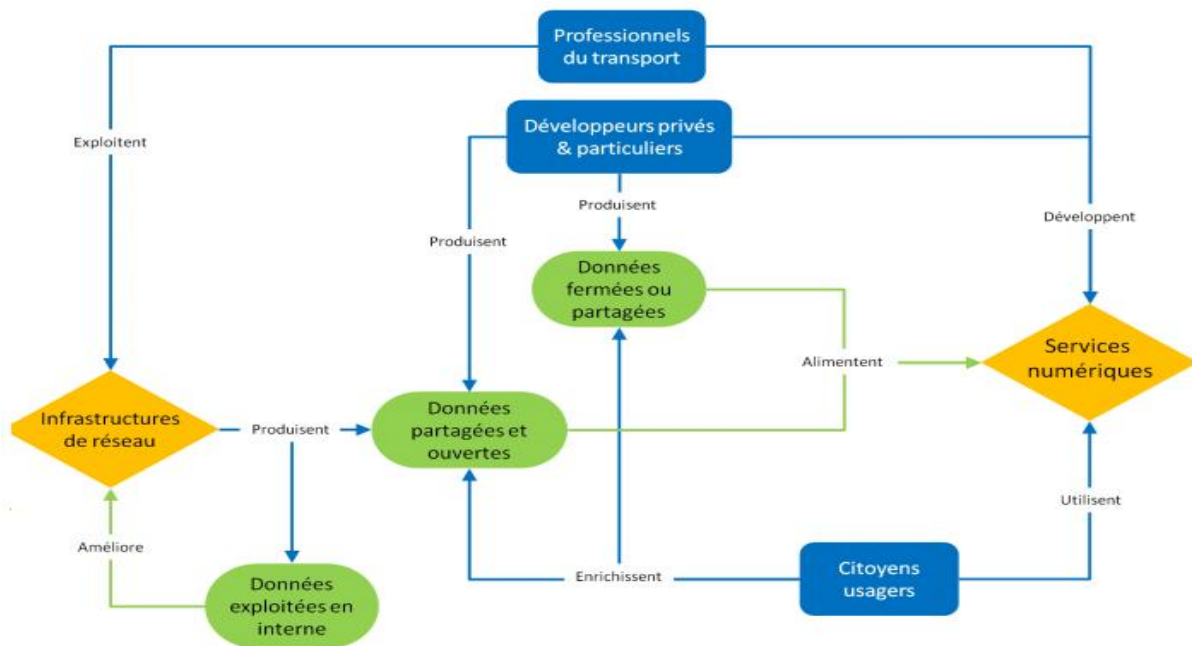 Professionnels
du transport
Développeurs privés
& particuliers
Exploitent
Produisent
Développent
Produisent
Données
fermées ou
partagées
Alimentent
Services
numériques
Infrastructures
de réseau
Produisent
Données
partagées et
ouvertes
Utilisent
Améliore
Enrichissent
Citoyens
usagers
Données
exploitées en
interne